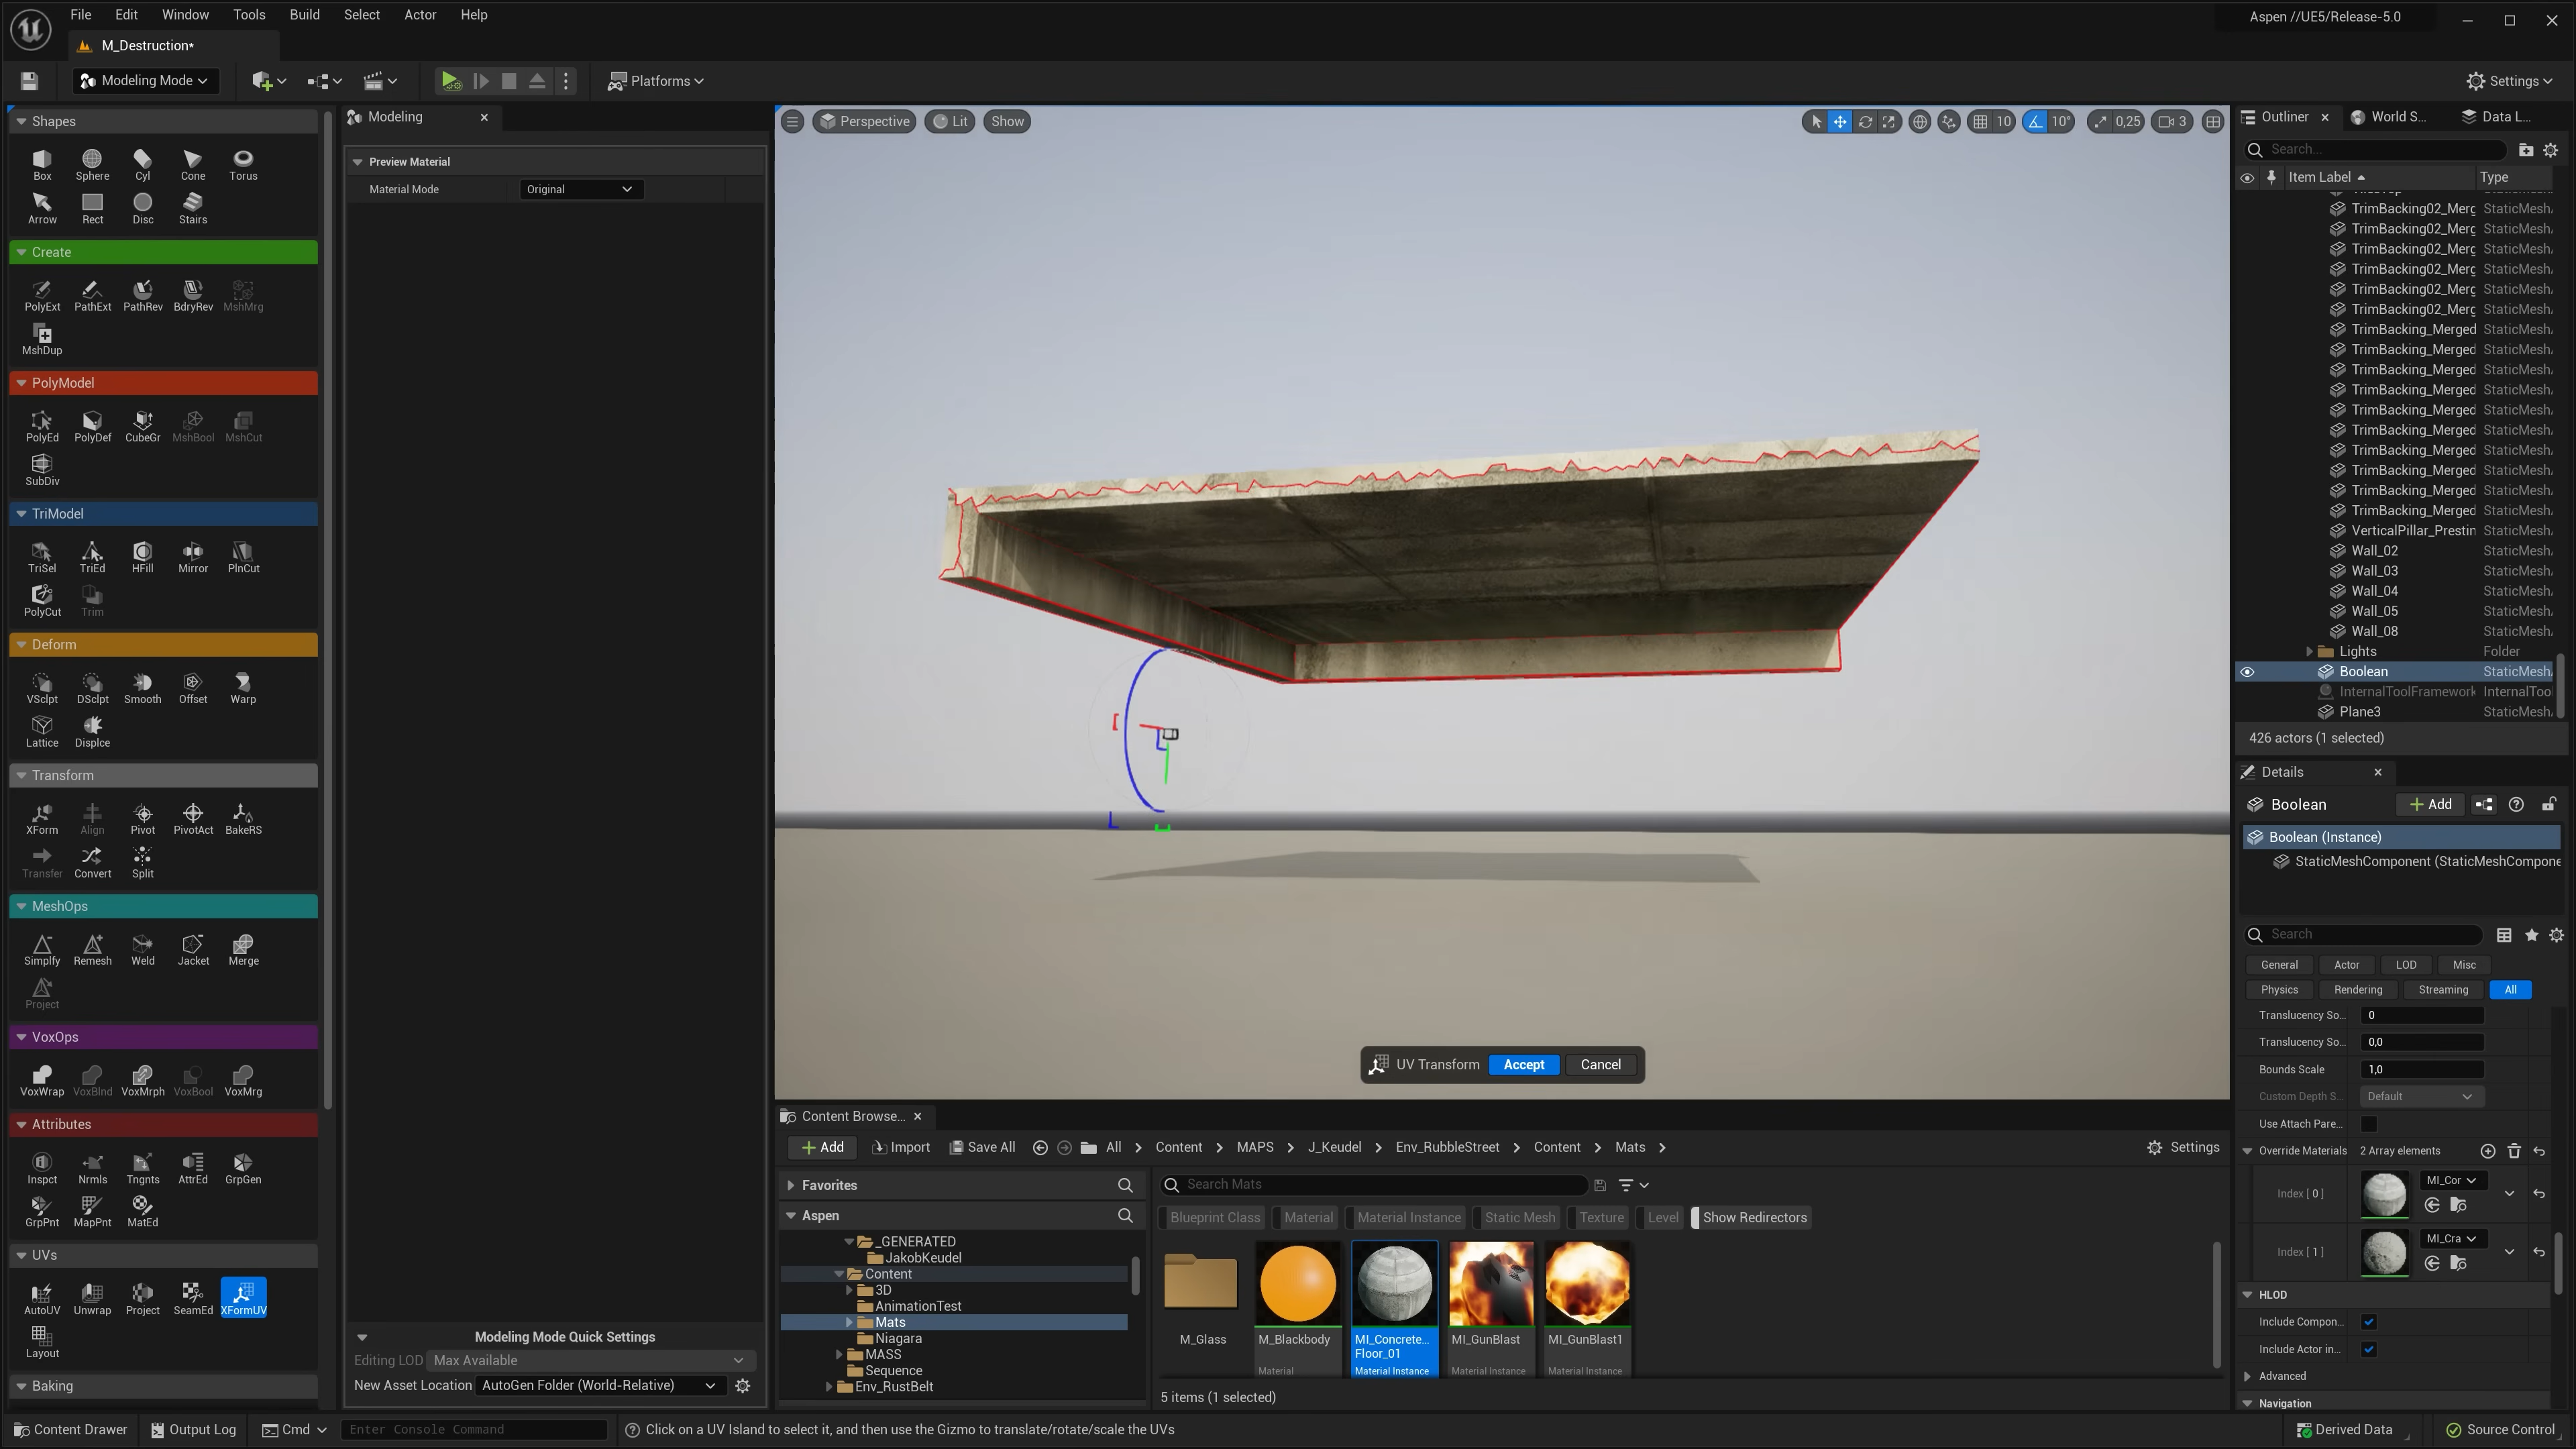 File Edit Window Tools Build Select Actor Help
Aspen //UE5/Release-5.0
M_Destruction*
Modeling Mode
Platforms
Settings
Shapes
Box Sphere Cyl Cone Torus
Arrow Rect Disc Stairs
Create
PolyExt PathExt PathRev BdryRev MshMrg
MshDup
PolyModel
PolyEd PolyDef CubeGr MshBool MshCut
SubDiv
TriModel
TriSel TriEd HFill Mirror PlnCut
PolyCut Trim
Deform
VSclpt DSclpt Smooth Offset Warp
Lattice Displce
Transform
XForm Align Pivot PivotAct BakeRS
Transfer Convert Split
MeshOps
Simplfy Remesh Weld Jacket Merge
Project
VoxOps
VoxWrap VoxBlnd VoxMrph VoxBool VoxMrg
Attributes
Inspct Nrmls Tngnts AttrEd GrpGen
GrpPnt MapPnt MatEd
UVs
AutoUV Unwrap Project SeamEd XFormUV
Layout
Baking
Modeling
Preview Material
Material Mode Original
Modeling Mode Quick Settings
Editing LOD Max Available
New Asset Location AutoGen Folder (World-Relative)
Perspective Lit Show
10 10° 0,25 3
UV Transform Accept Cancel
Content Browse...
Add Import Save All All Content MAPS J_Keudel Env_RubbleStreet Content Mats Settings
Favorites
Aspen
_GENERATED
JakobKeudel
Content
3D
AnimationTest
Mats
Niagara
MASS
Sequence
Env_RustBelt
Search Mats
Blueprint Class Material Material Instance Static Mesh Texture Level Show Redirectors
M_Glass
M_Blackbody
Material
MI_Concrete...
Floor_01
Material Instance
MI_GunBlast
Material Instance
MI_GunBlast1
Material Instance
5 items (1 selected)
Outliner World S... Data L...
Search...
Item Label Type
TrimBacking02_Merg StaticMesh
TrimBacking02_Merg StaticMesh
TrimBacking02_Merg StaticMesh
TrimBacking02_Merg StaticMesh
TrimBacking02_Merg StaticMesh
TrimBacking02_Merg StaticMesh
TrimBacking_Merged StaticMesh
TrimBacking_Merged StaticMesh
TrimBacking_Merged StaticMesh
TrimBacking_Merged StaticMesh
TrimBacking_Merged StaticMesh
TrimBacking_Merged StaticMesh
TrimBacking_Merged StaticMesh
TrimBacking_Merged StaticMesh
TrimBacking_Merged StaticMesh
TrimBacking_Merged StaticMesh
VerticalPillar_Prestin StaticMesh
Wall_02 StaticMesh
Wall_03 StaticMesh
Wall_04 StaticMesh
Wall_05 StaticMesh
Wall_08 StaticMesh
Lights Folder
Boolean StaticMesh
InternalToolFramework InternalToo
Plane3 StaticMesh
426 actors (1 selected)
Details
Boolean Add
Boolean (Instance)
StaticMeshComponent (StaticMeshCompone
Search
General Actor LOD Misc
Physics Rendering Streaming All
Translucency So... 0
Translucency So... 0,0
Bounds Scale 1,0
Custom Depth S... Default
Use Attach Pare...
Override Materials 2 Array elements
Index [ 0 ] MI_Cor
Index [ 1 ] MI_Cra
HLOD
Include Compon...
Include Actor in...
Advanced
Navigation
Content Drawer Output Log Cmd Enter Console Command Click on a UV Island to select it, and then use the Gizmo to translate/rotate/scale the UVs Derived Data Source Control